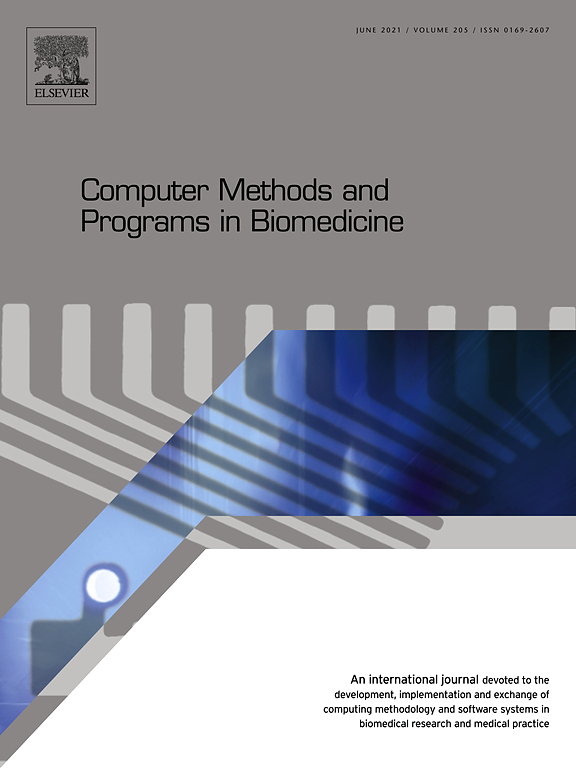 JUNE 2021 / VOLUME 205 / ISSN 0169-2607
ELSEVIER
Computer Methods and
Programs in Biomedicine
An international journal devoted to the
development, implementation and exchange of
computing methodology and software systems in
biomedical research and medical practice